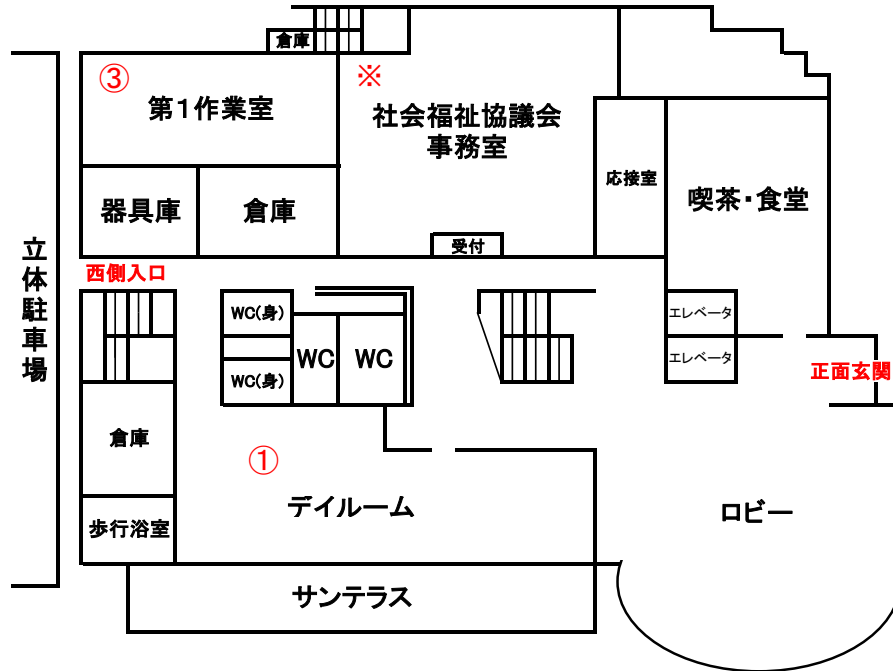 倉庫
③
※
第1作業室
社会福祉協議会
事務室
応接室
喫茶・食堂
器具庫
倉庫
受付
立体駐車場
西側入口
WC(身)
エレベータ
WC
WC
エレベータ
正面玄関
WC(身)
倉庫
①
デイルーム
ロビー
歩行浴室
サンテラス